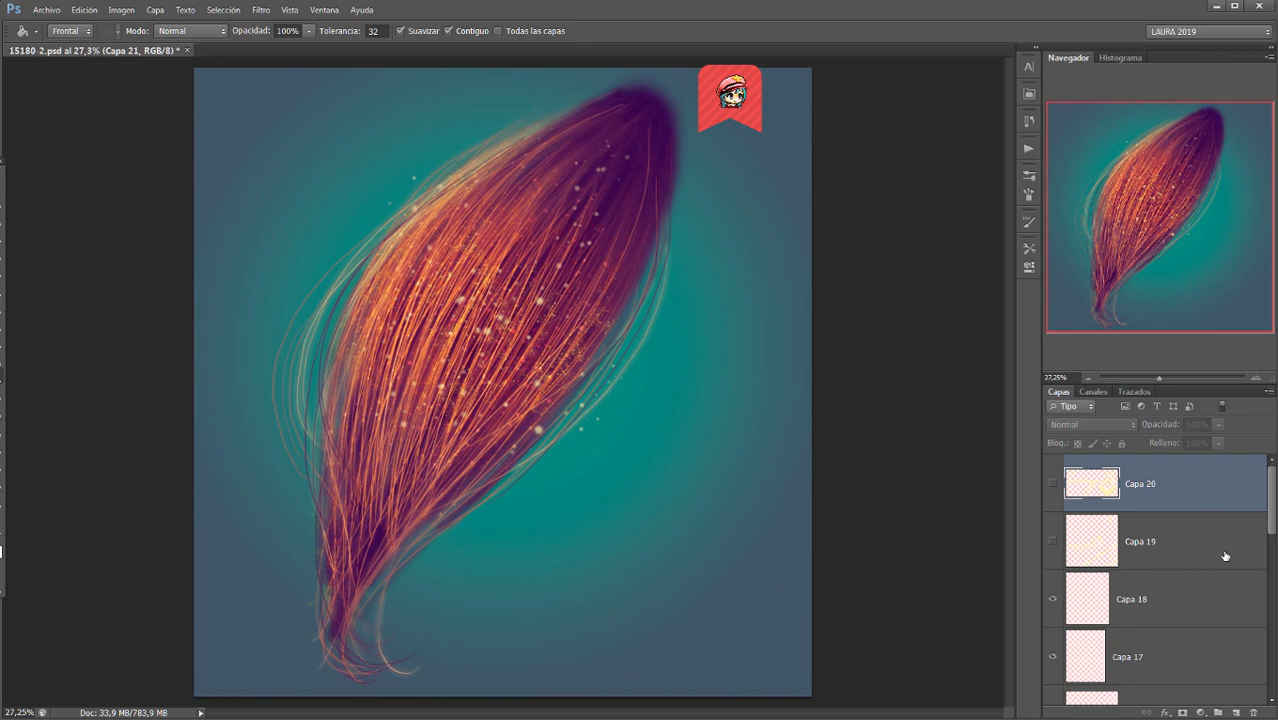 Ps Archivo Edición Imagen Capa Texto Selección Filtro Vista Ventana Ayuda
Frontal Modo: Normal Opacidad: 100% Tolerancia: 32 Suavizar Contiguo Todas las capas LAURA 2019
15180-2.psd al 27,3% (Capa 21, RGB/8) * ×
Navegador Histograma
27,25%
Capas Canales Trazados
Tipo
Normal Opacidad: 100%
Bloq.: Relleno: 100%
Capa 20
Capa 19
Capa 18
Capa 17
27,25% Doc: 33,9 MB/783,9 MB